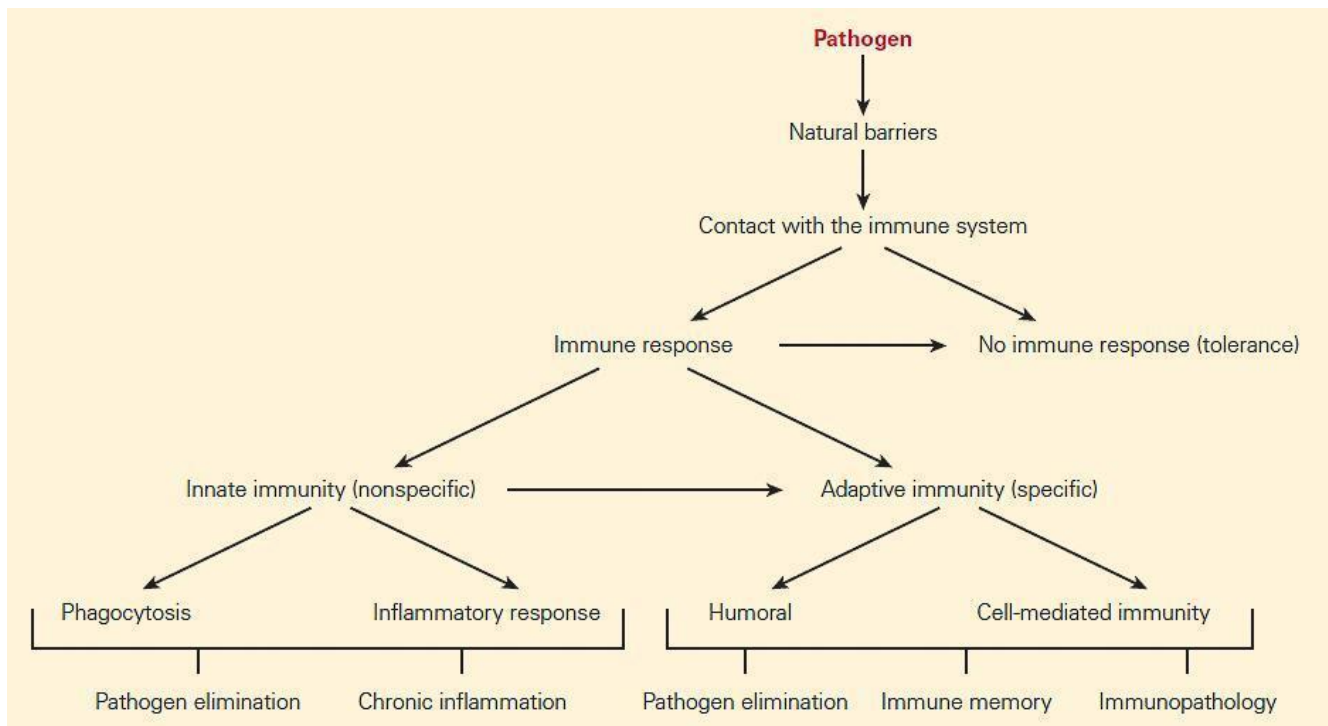 Pathogen
Natural barriers
Contact with the immune system
Immune response
No immune response (tolerance)
Innate immunity (nonspecific)
Adaptive immunity (specific)
Phagocytosis
Inflammatory response
Humoral
Cell-mediated immunity
Pathogen elimination
Chronic inflammation
Pathogen elimination
Immune memory
Immunopathology